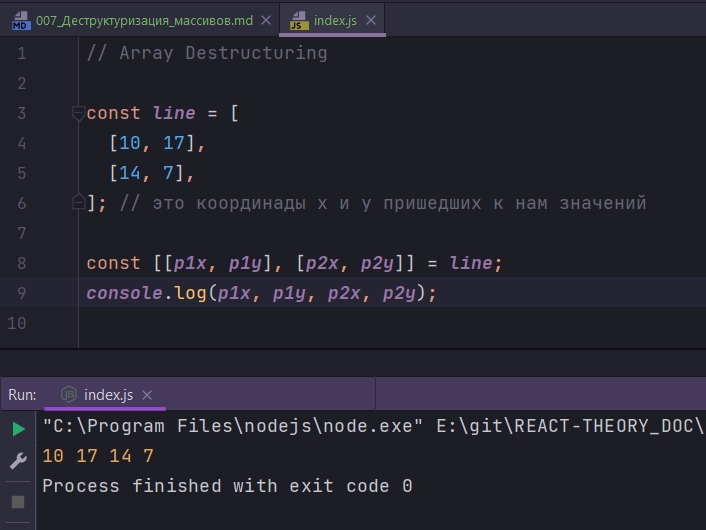 MD 007_Деструктуризация_массивов.md JS index.js
1 // Array Destructuring
2
3 const line = [
4 [10, 17],
5 [14, 7],
6 ]; // это координады x и y пришедших к нам значений
7
8 const [[p1x, p1y], [p2x, p2y]] = line;
9 console.log(p1x, p1y, p2x, p2y);
10
Run: JS index.js
"C:\Program Files\nodejs\node.exe" E:\git\REACT-THEORY_DOC\
10 17 14 7
Process finished with exit code 0